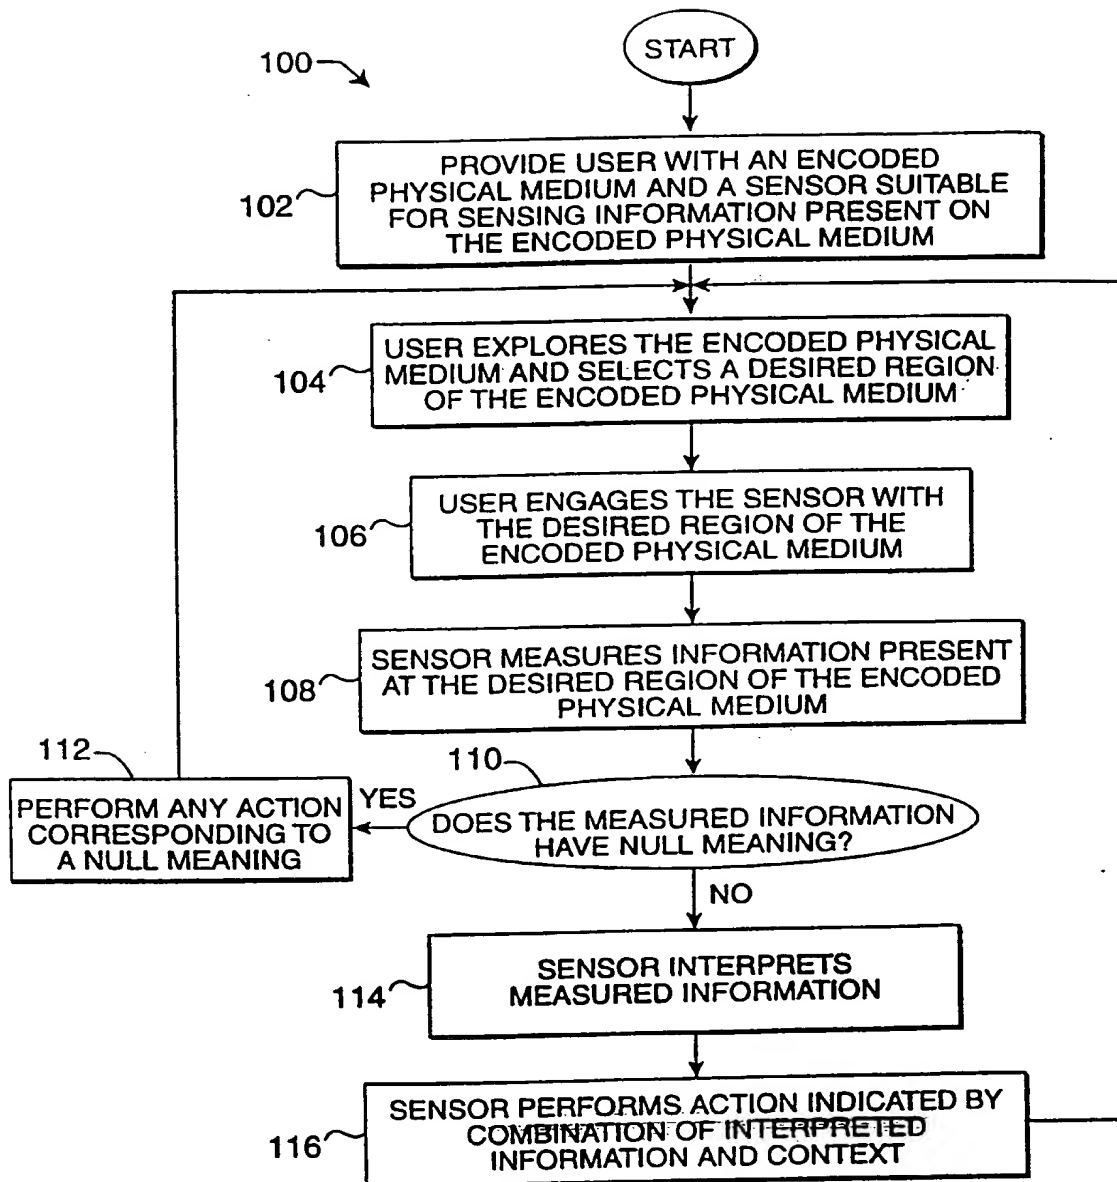 START
100
PROVIDE USER WITH AN ENCODED
PHYSICAL MEDIUM AND A SENSOR SUITABLE
FOR SENSING INFORMATION PRESENT ON
THE ENCODED PHYSICAL MEDIUM
102
USER EXPLORES THE ENCODED PHYSICAL
MEDIUM AND SELECTS A DESIRED REGION
OF THE ENCODED PHYSICAL MEDIUM
104
USER ENGAGES THE SENSOR WITH
THE DESIRED REGION OF THE
ENCODED PHYSICAL MEDIUM
106
SENSOR MEASURES INFORMATION PRESENT
AT THE DESIRED REGION OF THE ENCODED
PHYSICAL MEDIUM
108
110
DOES THE MEASURED INFORMATION
HAVE NULL MEANING?
YES
112
PERFORM ANY ACTION
CORRESPONDING TO
A NULL MEANING
NO
SENSOR INTERPRETS
MEASURED INFORMATION
114
SENSOR PERFORMS ACTION INDICATED BY
COMBINATION OF INTERPRETED
INFORMATION AND CONTEXT
116